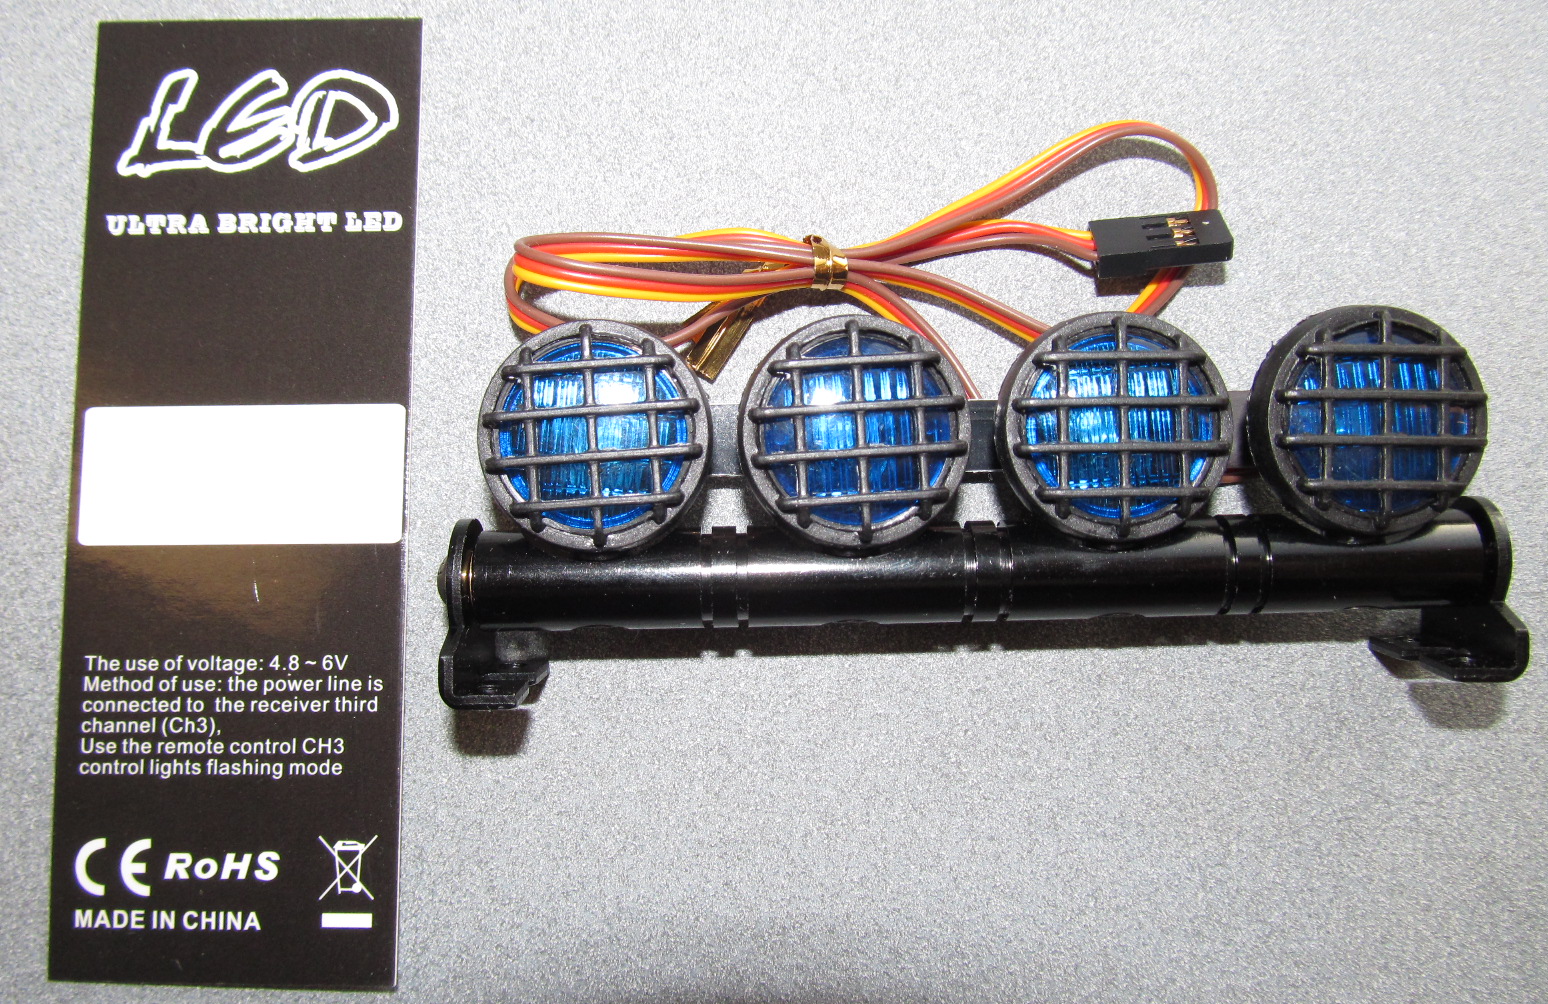 LED
ULTRA BRIGHT LED
The use of voltage: 4.8 ~ 6V
Method of use: the power line is
connected to the receiver third
channel (Ch3),
Use the remote control CH3
control lights flashing mode
CE RoHS
MADE IN CHINA